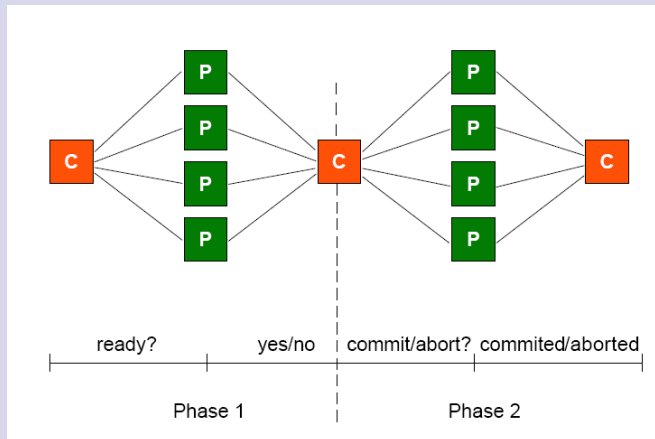 P P
P P
C C C
P P
P P
ready? yes/no commit/abort? commited/aborted
Phase 1 Phase 2